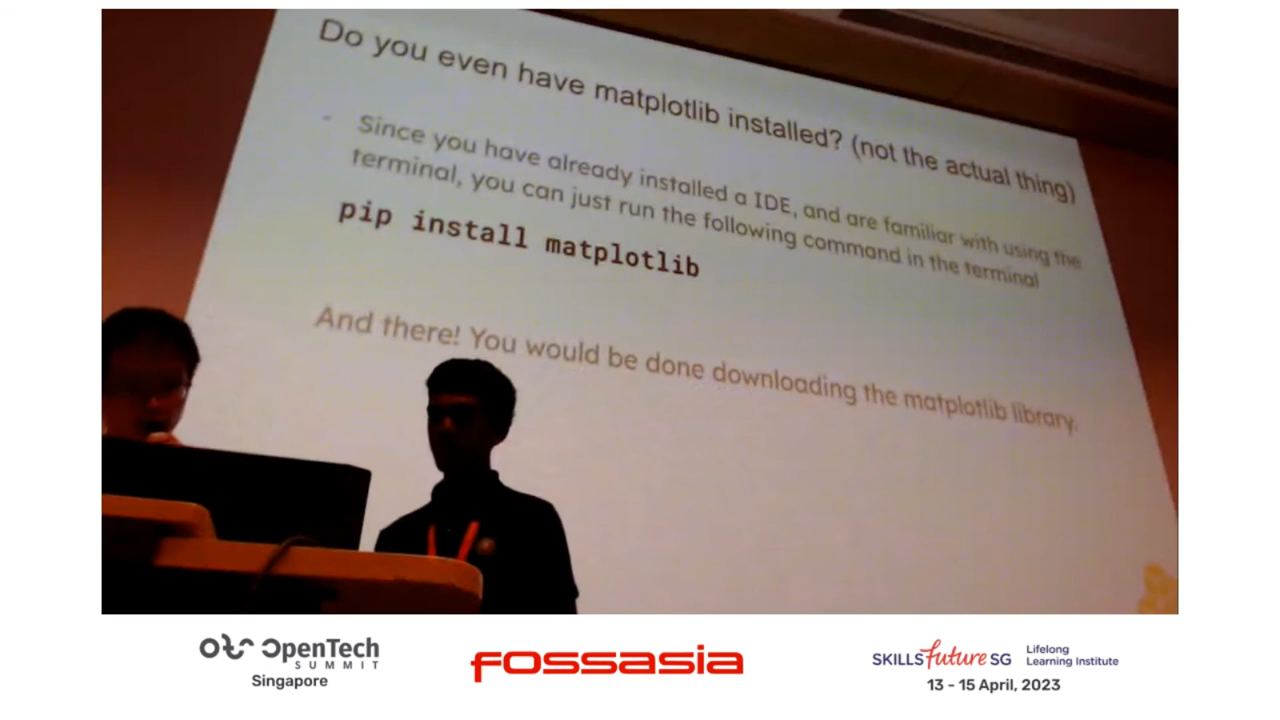 Do you even have matplotlib installed? (not the actual thing)
- Since you have already installed a IDE, and are familiar with using the
terminal, you can just run the following command in the terminal
pip install matplotlib
And there! You would be done downloading the matplotlib library.
OpenTech
SUMMIT
Singapore
FOSSASIA
SKILLS future SG
Lifelong
Learning Institute
13 - 15 April, 2023